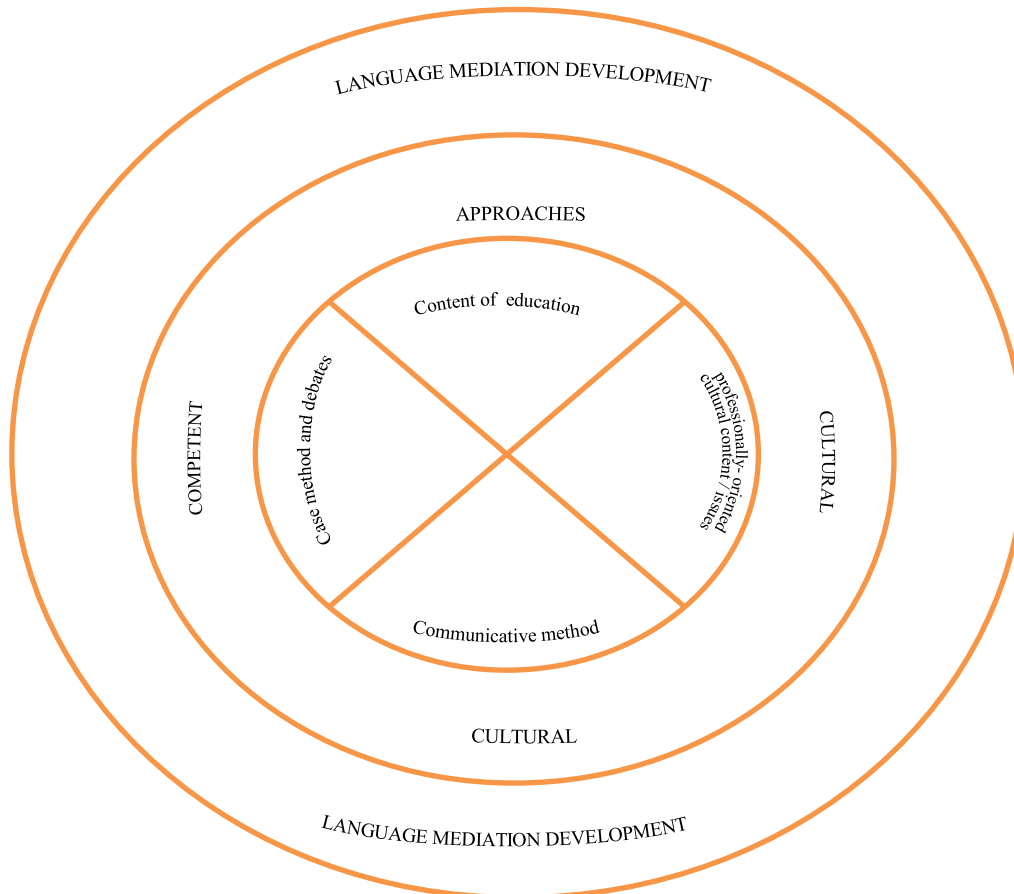 LANGUAGE MEDIATION DEVELOPMENT
APPROACHES
Content of education
Case method and debates
professionally- oriented
cultural content / issues
COMPETENT
CULTURAL
Communicative method
CULTURAL
LANGUAGE MEDIATION DEVELOPMENT